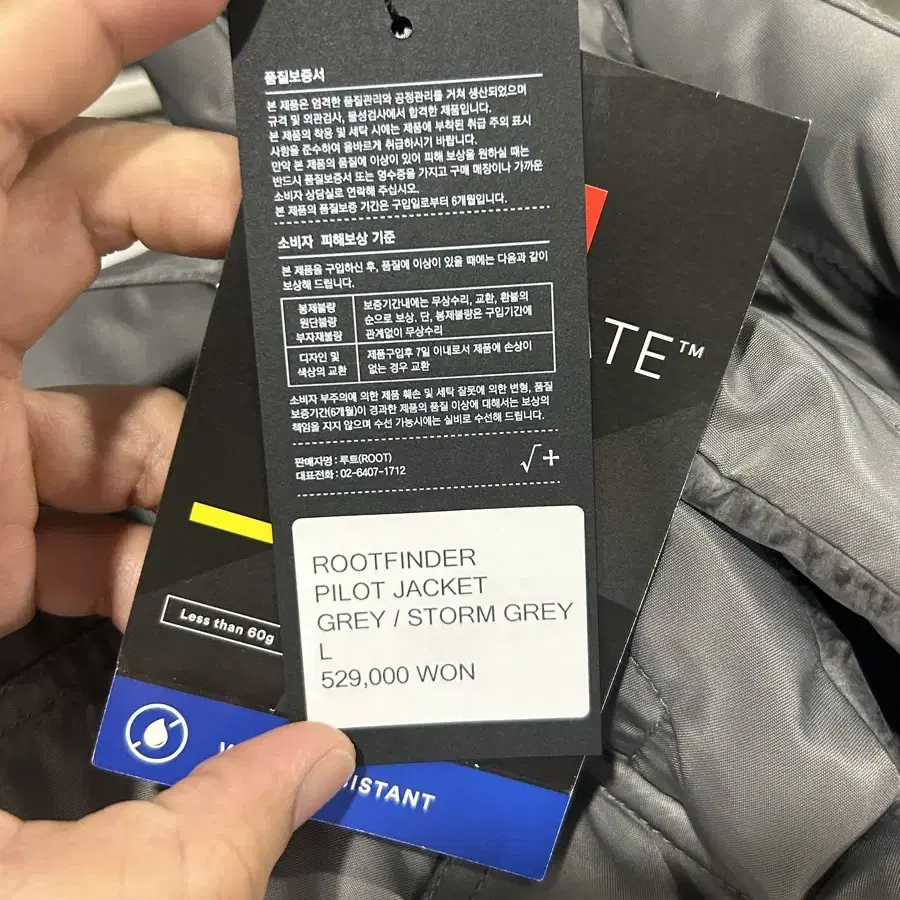 품질보증서
본 제품은 엄격한 품질관리와 공정관리를 거쳐 생산되었으며
규격 및 외관검사, 물성검사에서 합격한 제품입니다.
본 제품의 착용 및 세탁 시에는 제품에 부착된 취급 주의 표시
사항을 준수하여 올바르게 취급하시기 바랍니다.
만약 본 제품의 품질에 이상이 있어 피해 보상을 원하실 때는
반드시 품질보증서 또는 영수증을 가지고 구매 매장이나 가까운
소비자 상담실로 연락해 주십시오.
본 제품의 품질보증 기간은 구입일로부터 6개월입니다.
소비자 피해보상 기준
본 제품을 구입하신 후, 품질에 이상이 있을 때에는 다음과 같이
보상해 드립니다.
봉제불량
원단불량
부자재불량
보증기간내에는 무상수리, 교환, 환불의
순으로 보상. 단, 봉제불량은 구입기간에
관계없이 무상수리
디자인 및
색상의 교환
제품구입후 7일 이내로서 제품에 손상이
없는 경우 교환
소비자 부주의에 의한 제품 훼손 및 세탁 잘못에 의한 변형, 품질
보증기간(6개월)이 경과한 제품의 품질 이상에 대해서는 보상의
책임을 지지 않으며 수선 가능시에는 실비로 수선해 드립니다.
판매자명 : 루트(ROOT)
대표전화 : 02-6407-1712
√+
ROOTFINDER
PILOT JACKET
GREY / STORM GREY
L
529,000 WON
TE™
Less than 60g
ISTANT